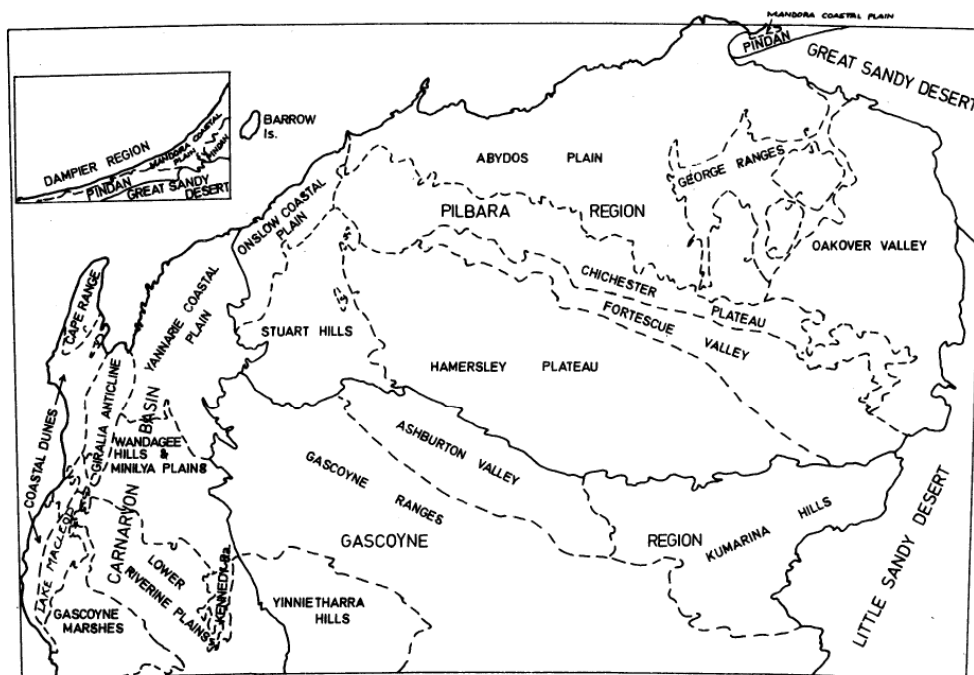 MANDORA COASTAL PLAIN
PINDAN
GREAT SANDY DESERT
DAMPIER REGION
MANDORA COASTAL
PLAIN
PINDAN
PINDAN
GREAT SANDY
DESERT
BARROW
Is.
ABYDOS PLAIN
GEORGE RANGES
ONSLOW COASTAL
PLAIN
PILBARA REGION
OAKOVER VALLEY
CAPE RANGE
YANNARIE COASTAL
PLAIN
CHICHESTER
PLATEAU
FORTESCUE
VALLEY
STUART HILLS
HAMERSLEY PLATEAU
COASTAL DUNES
GIRALIA ANTICLINE
CARNARVON BASIN
WANDAGEE
HILLS &
MINILYA PLAINS
ASHBURTON VALLEY
GASCOYNE
RANGES
GASCOYNE REGION
KUMARINA HILLS
LITTLE SANDY DESERT
LAKE MACLEOD
LOWER
RIVERINE PLAINS
KENNEDY Ra.
GASCOYNE
MARSHES
YINNIETHARRA
HILLS